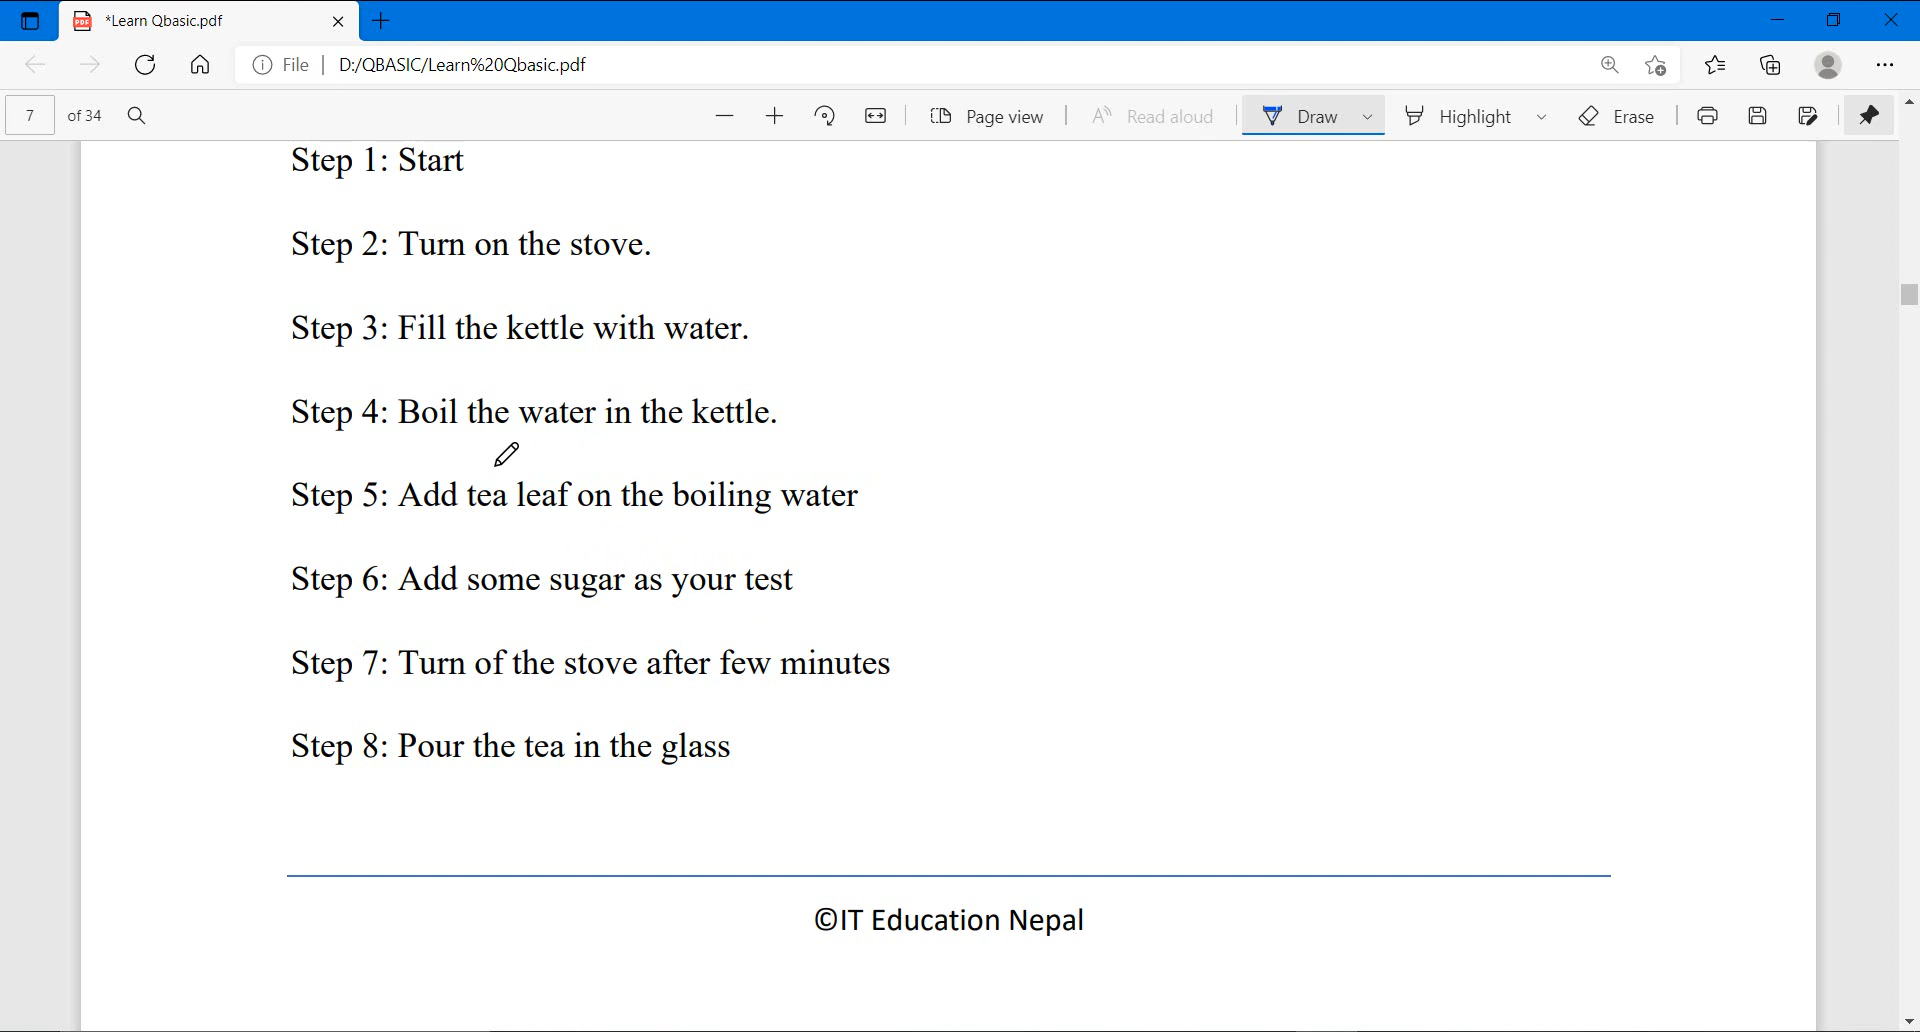 *Learn Qbasic.pdf
File | D:/QBASIC/Learn%20Qbasic.pdf
7 of 34 Page view Read aloud Draw Highlight Erase
Step 1: Start
Step 2: Turn on the stove.
Step 3: Fill the kettle with water.
Step 4: Boil the water in the kettle.
Step 5: Add tea leaf on the boiling water
Step 6: Add some sugar as your test
Step 7: Turn of the stove after few minutes
Step 8: Pour the tea in the glass
©IT Education Nepal